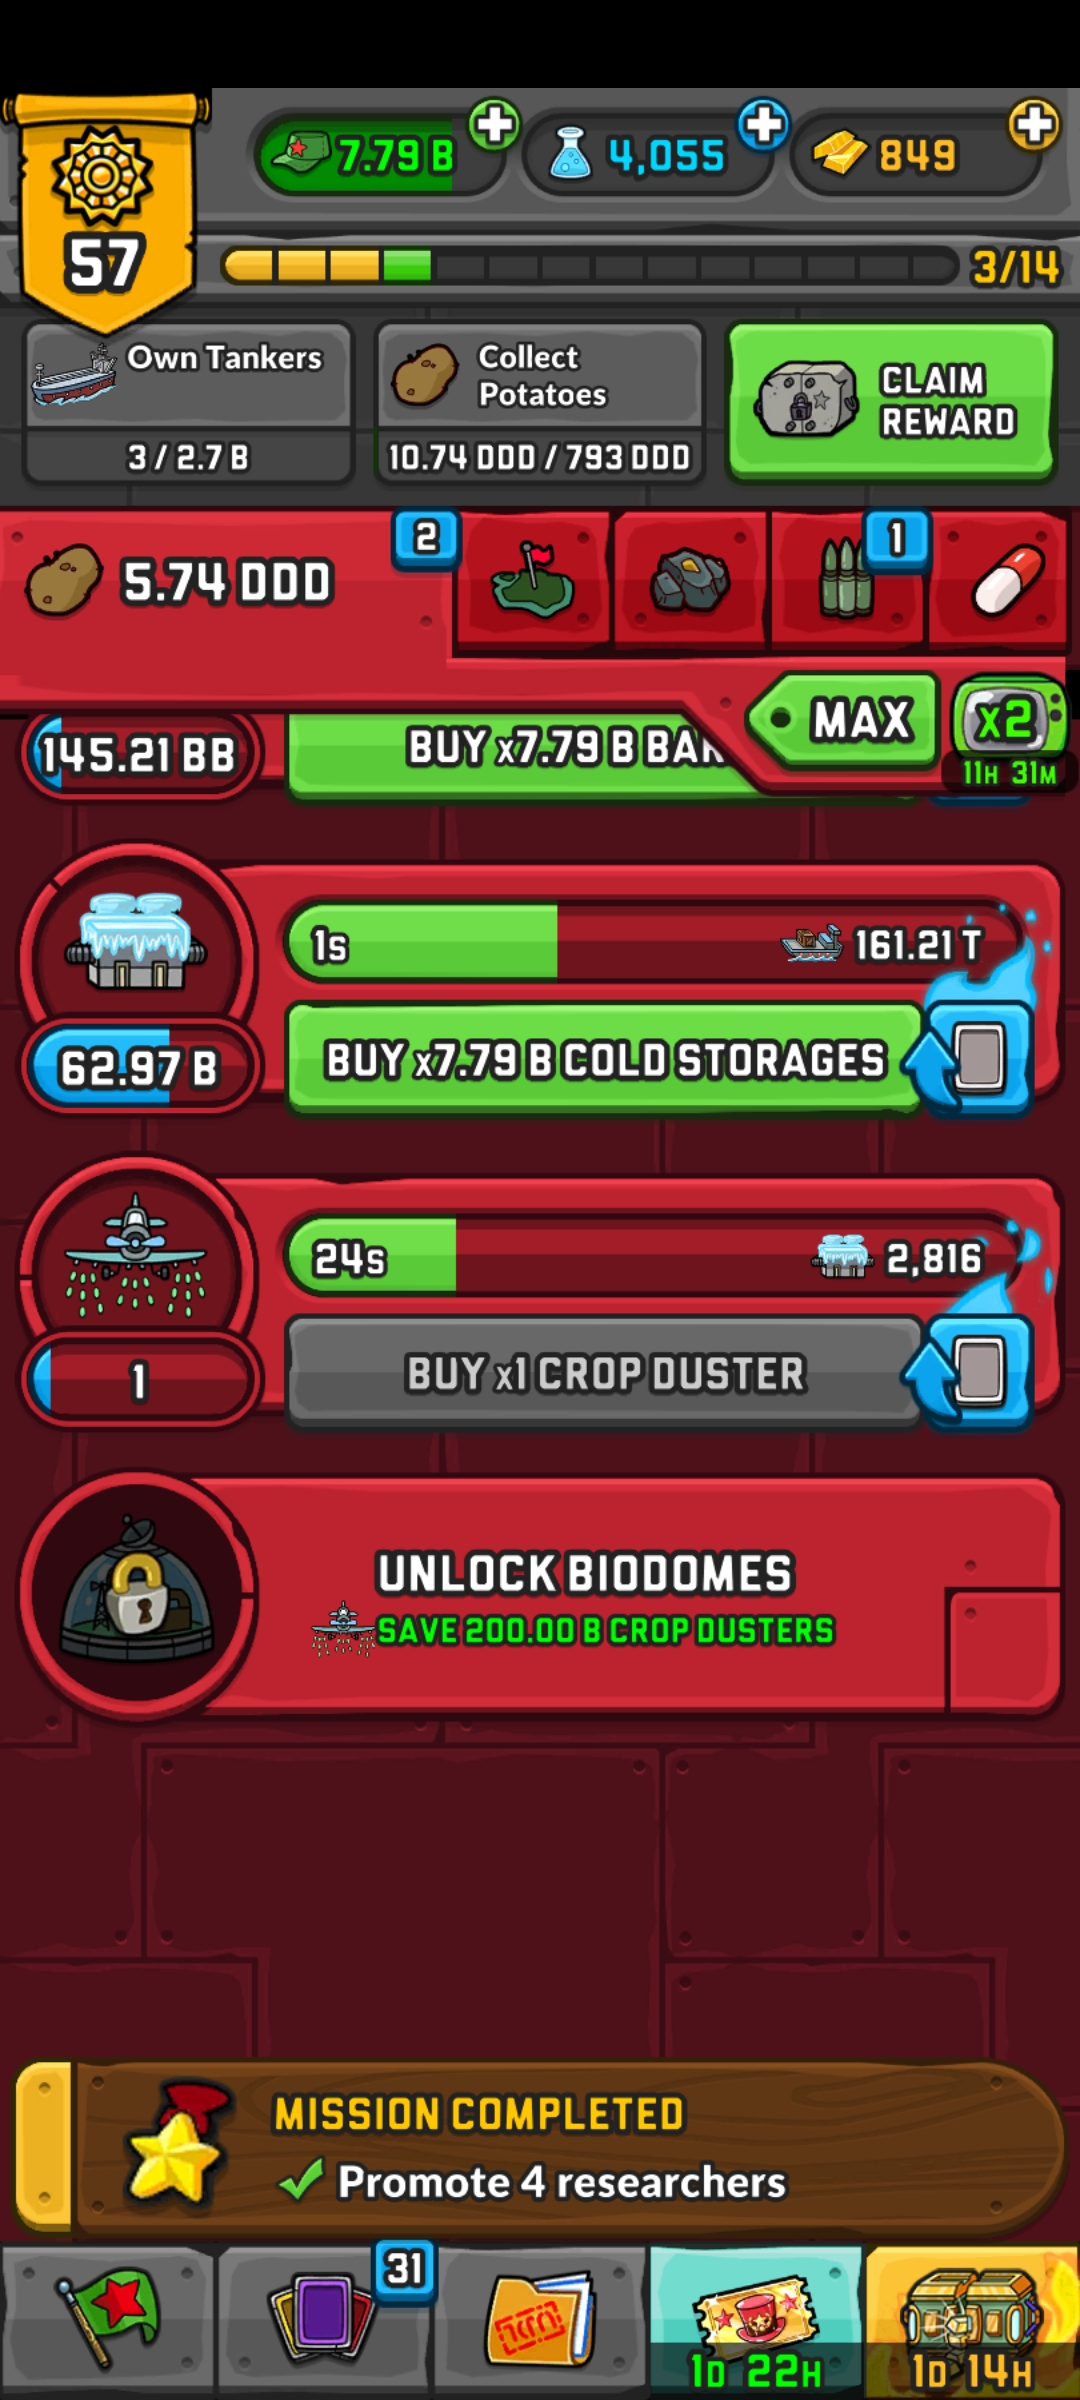 7.79 B
4,055
849
57
3/14
Own Tankers
3 / 2.7 B
Collect
Potatoes
10.74 DDD / 793 DDD
CLAIM
REWARD
5.74 DDD
2
1
MAX
x2
11H 31M
145.21 BB
BUY x7.79 B BAR
1s
161.21 T
62.97 B
BUY x7.79 B COLD STORAGES
24s
2,816
1
BUY x1 CROP DUSTER
UNLOCK BIODOMES
SAVE 200.00 B CROP DUSTERS
MISSION COMPLETED
Promote 4 researchers
31
1D 22H
1D 14H